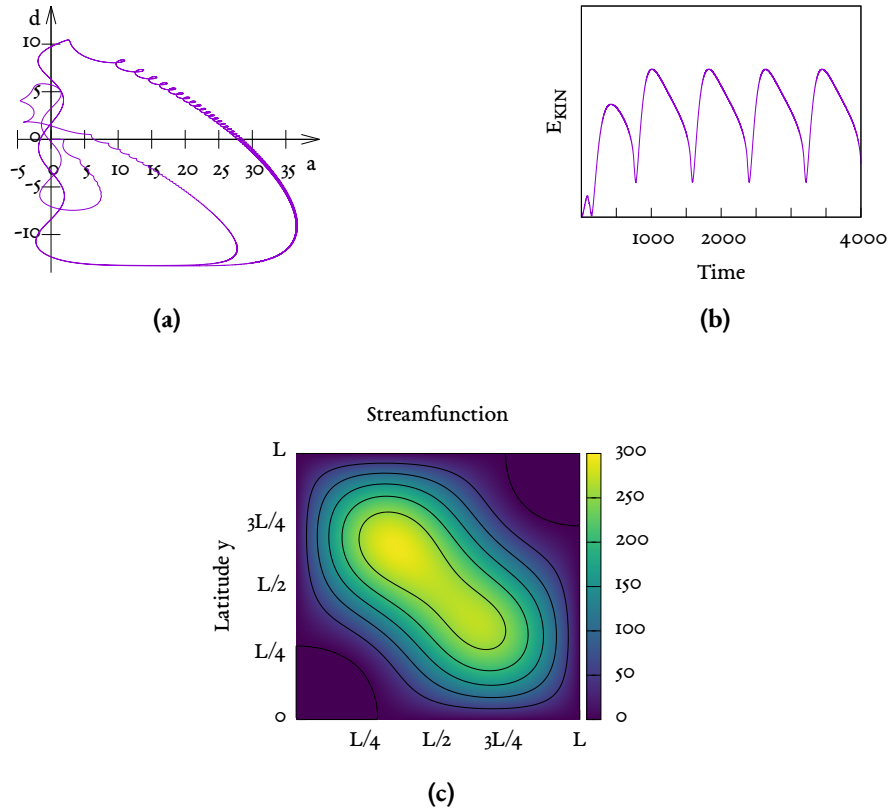 d
10
5
0
-5
-10
-5 0 5 10 15 20 25 30 35
a
(a)
E_KIN
1000 2000 4000
Time
(b)
Streamfunction
L
3L/4
L/2
L/4
0
Latitude y
L/4 L/2 3L/4 L
300
250
200
150
100
50
0
(c)